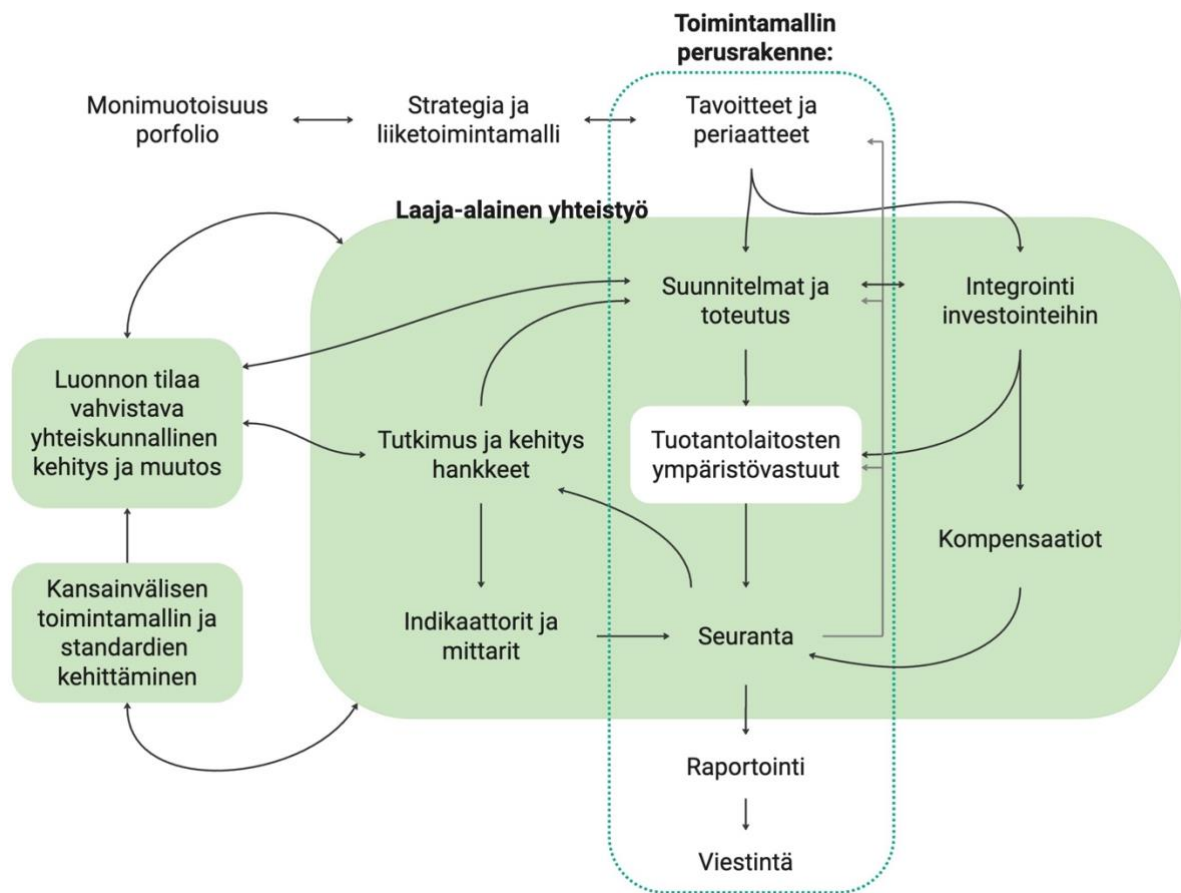 Toimintamallin
perusrakenne:
Monimuotoisuus
porfolio
Strategia ja
liiketoimintamalli
Tavoitteet ja
periaatteet
Laaja-alainen yhteistyö
Suunnitelmat ja
toteutus
Integrointi
investointeihin
Luonnon tilaa
vahvistava
yhteiskunnallinen
kehitys ja muutos
Tutkimus ja kehitys
hankkeet
Tuotantolaitosten
ympäristövastuut
Kompensaatiot
Kansainvälisen
toimintamallin ja
standardien
kehittäminen
Indikaattorit ja
mittarit
Seuranta
Raportointi
Viestintä